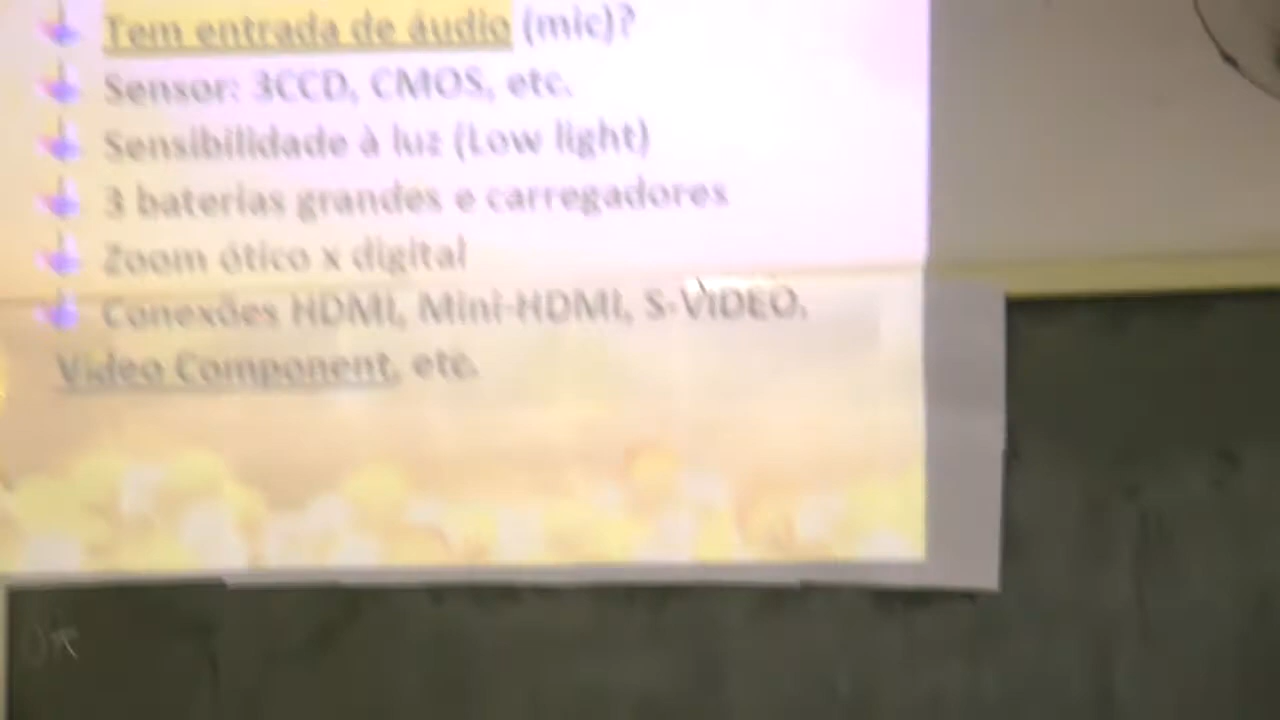 Tem entrada de áudio (mic)?
Sensor: 3CCD, CMOS, etc.
Sensibilidade à luz (Low light)
3 baterias grandes e carregadores
Zoom ótico x digital
Conexões HDMI, Mini-HDMI, S-VIDEO,
Video Component, etc.